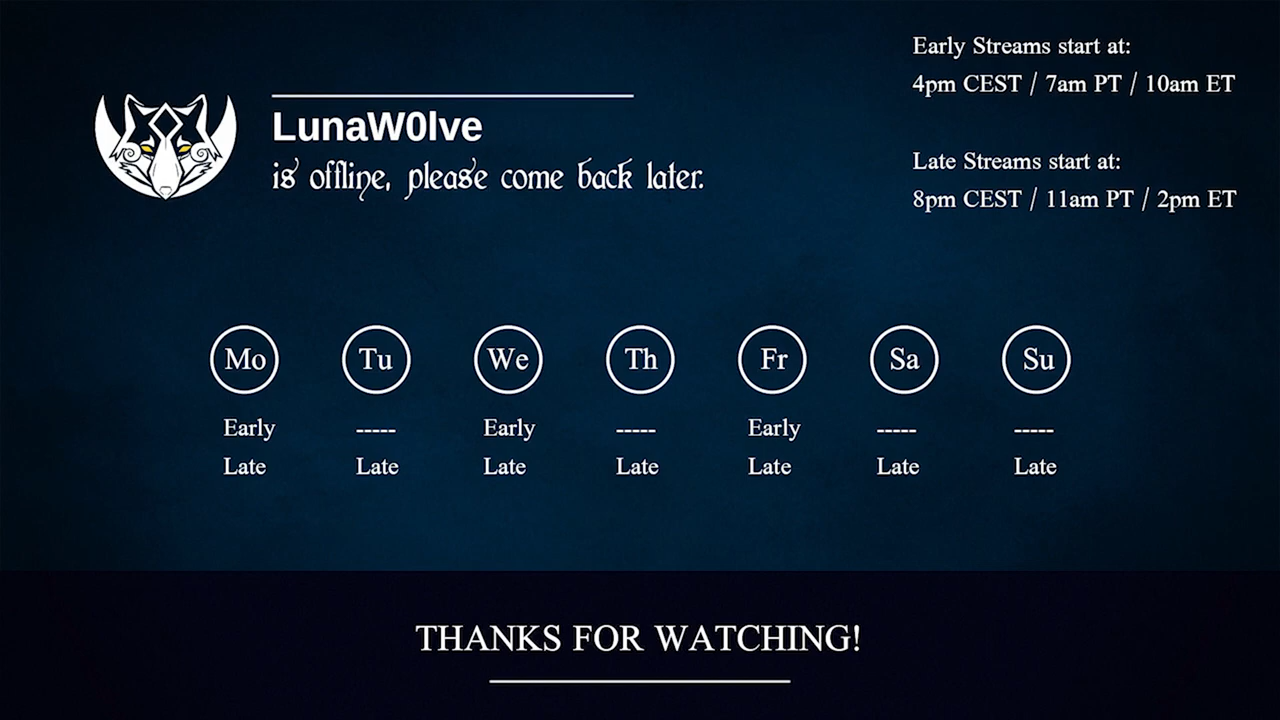 Early Streams start at:
4pm CEST / 7am PT / 10am ET
LunaW0lve
is offline, please come back later.
Late Streams start at:
8pm CEST / 11am PT / 2pm ET
Mo Tu We Th Fr Sa Su
Early ----- Early ----- Early ----- -----
Late Late Late Late Late Late Late
THANKS FOR WATCHING!